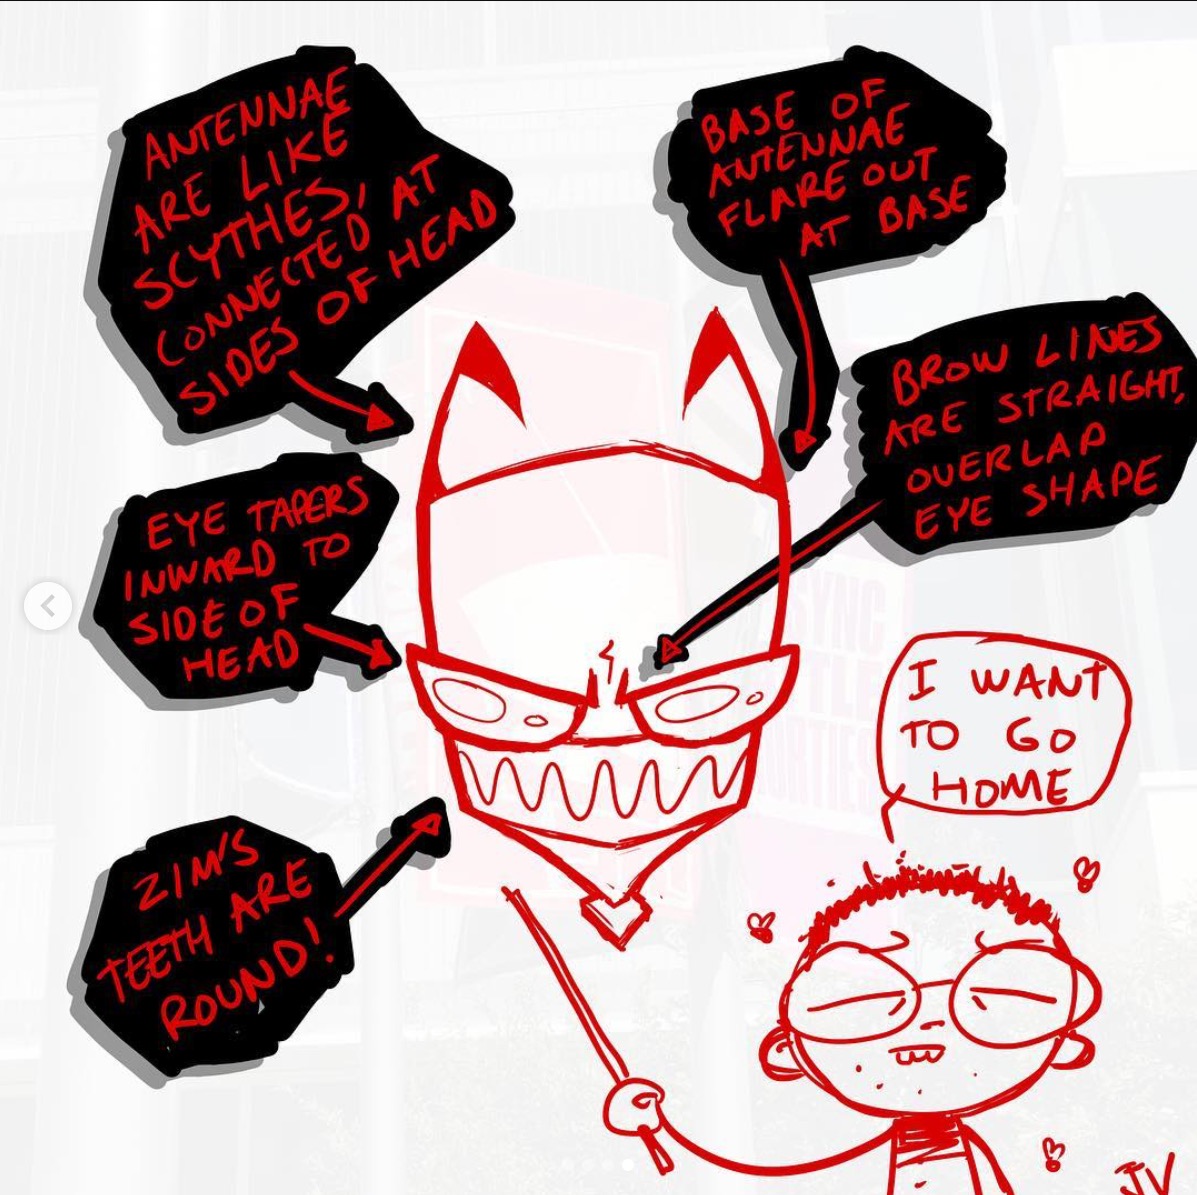 ANTENNAE
ARE LIKE
SCYTHES,
CONNECTED AT
SIDES OF HEAD
BASE OF
ANTENNAE
FLARE OUT
AT BASE
BROW LINES
ARE STRAIGHT,
OVERLAP
EYE SHAPE
EYE TAPERS
INWARD TO
SIDE OF
HEAD
I WANT
TO GO
HOME
ZIM'S
TEETH ARE
ROUND!
JV